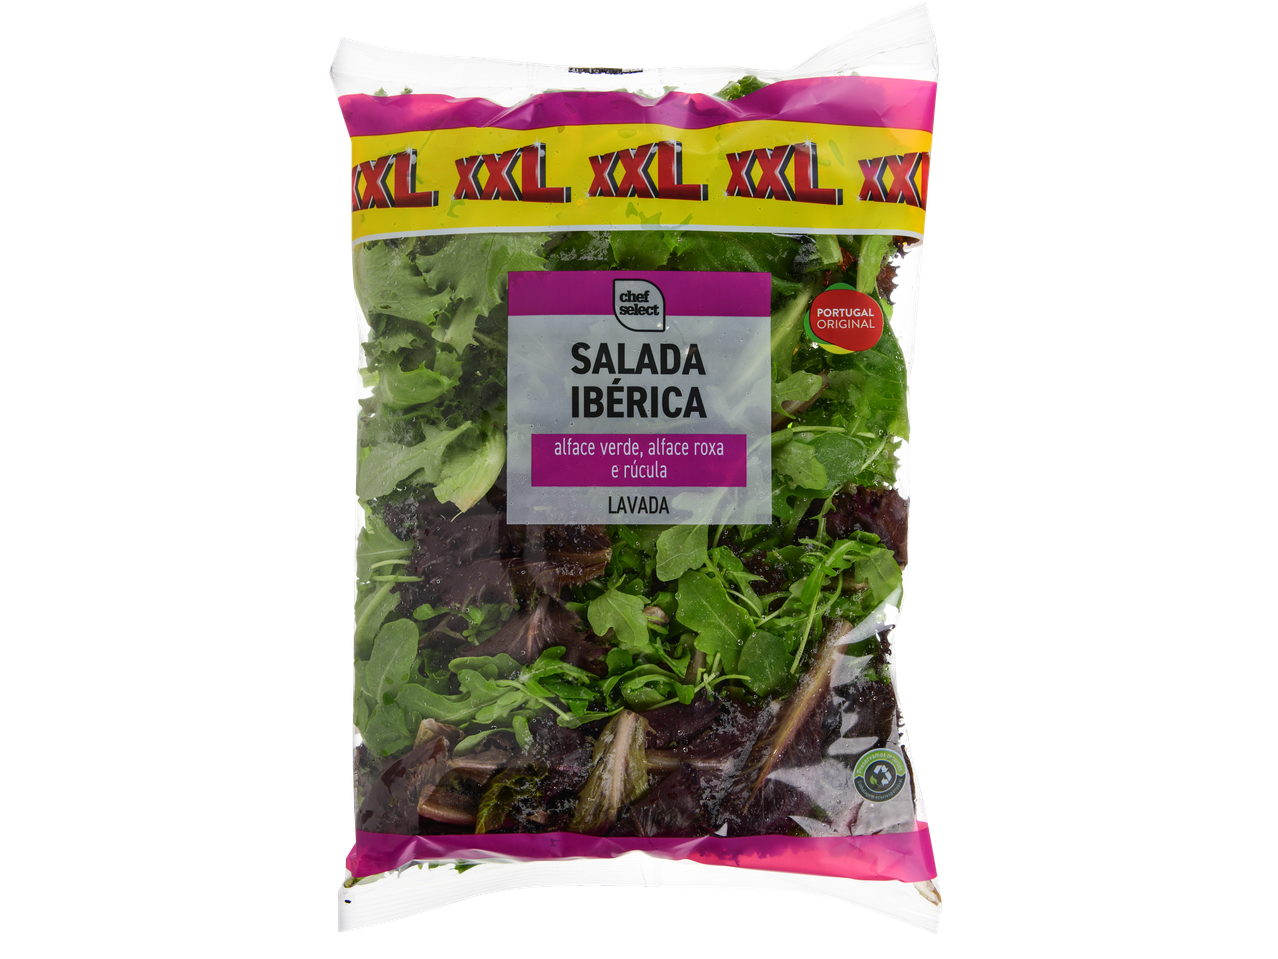 XXL XXL XXL XXL XXL
chef
select
SALADA
IBÉRICA
alface verde, alface roxa
e rúcula
LAVADA
PORTUGAL
ORIGINAL